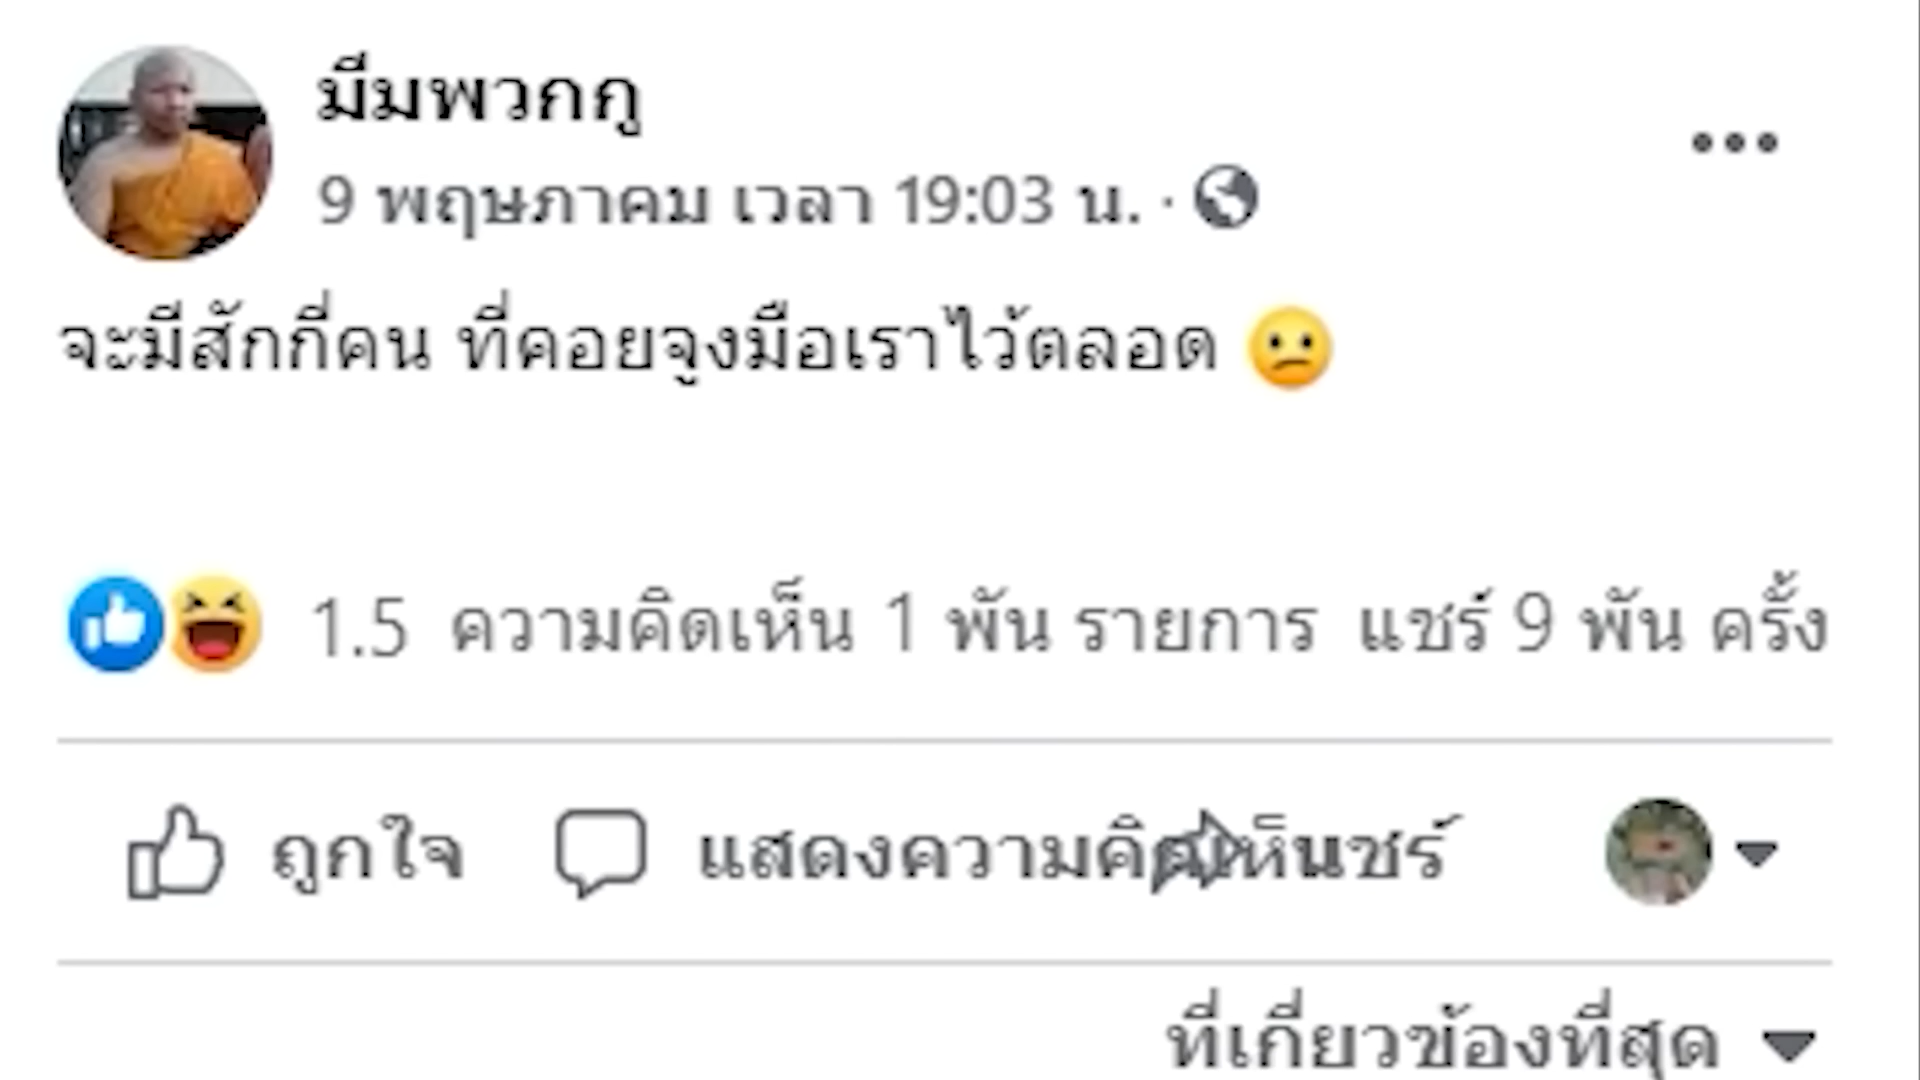 มีมพวกกู
9 พฤษภาคม เวลา 19:03 น. ·
จะมีสักกี่คน ที่คอยจูงมือเราไว้ตลอด 😕
1.5 ความคิดเห็น 1 พัน รายการ แชร์ 9 พัน ครั้ง
ถูกใจ แสดงความคิดเห็น แชร์
ที่เกี่ยวข้องที่สุด